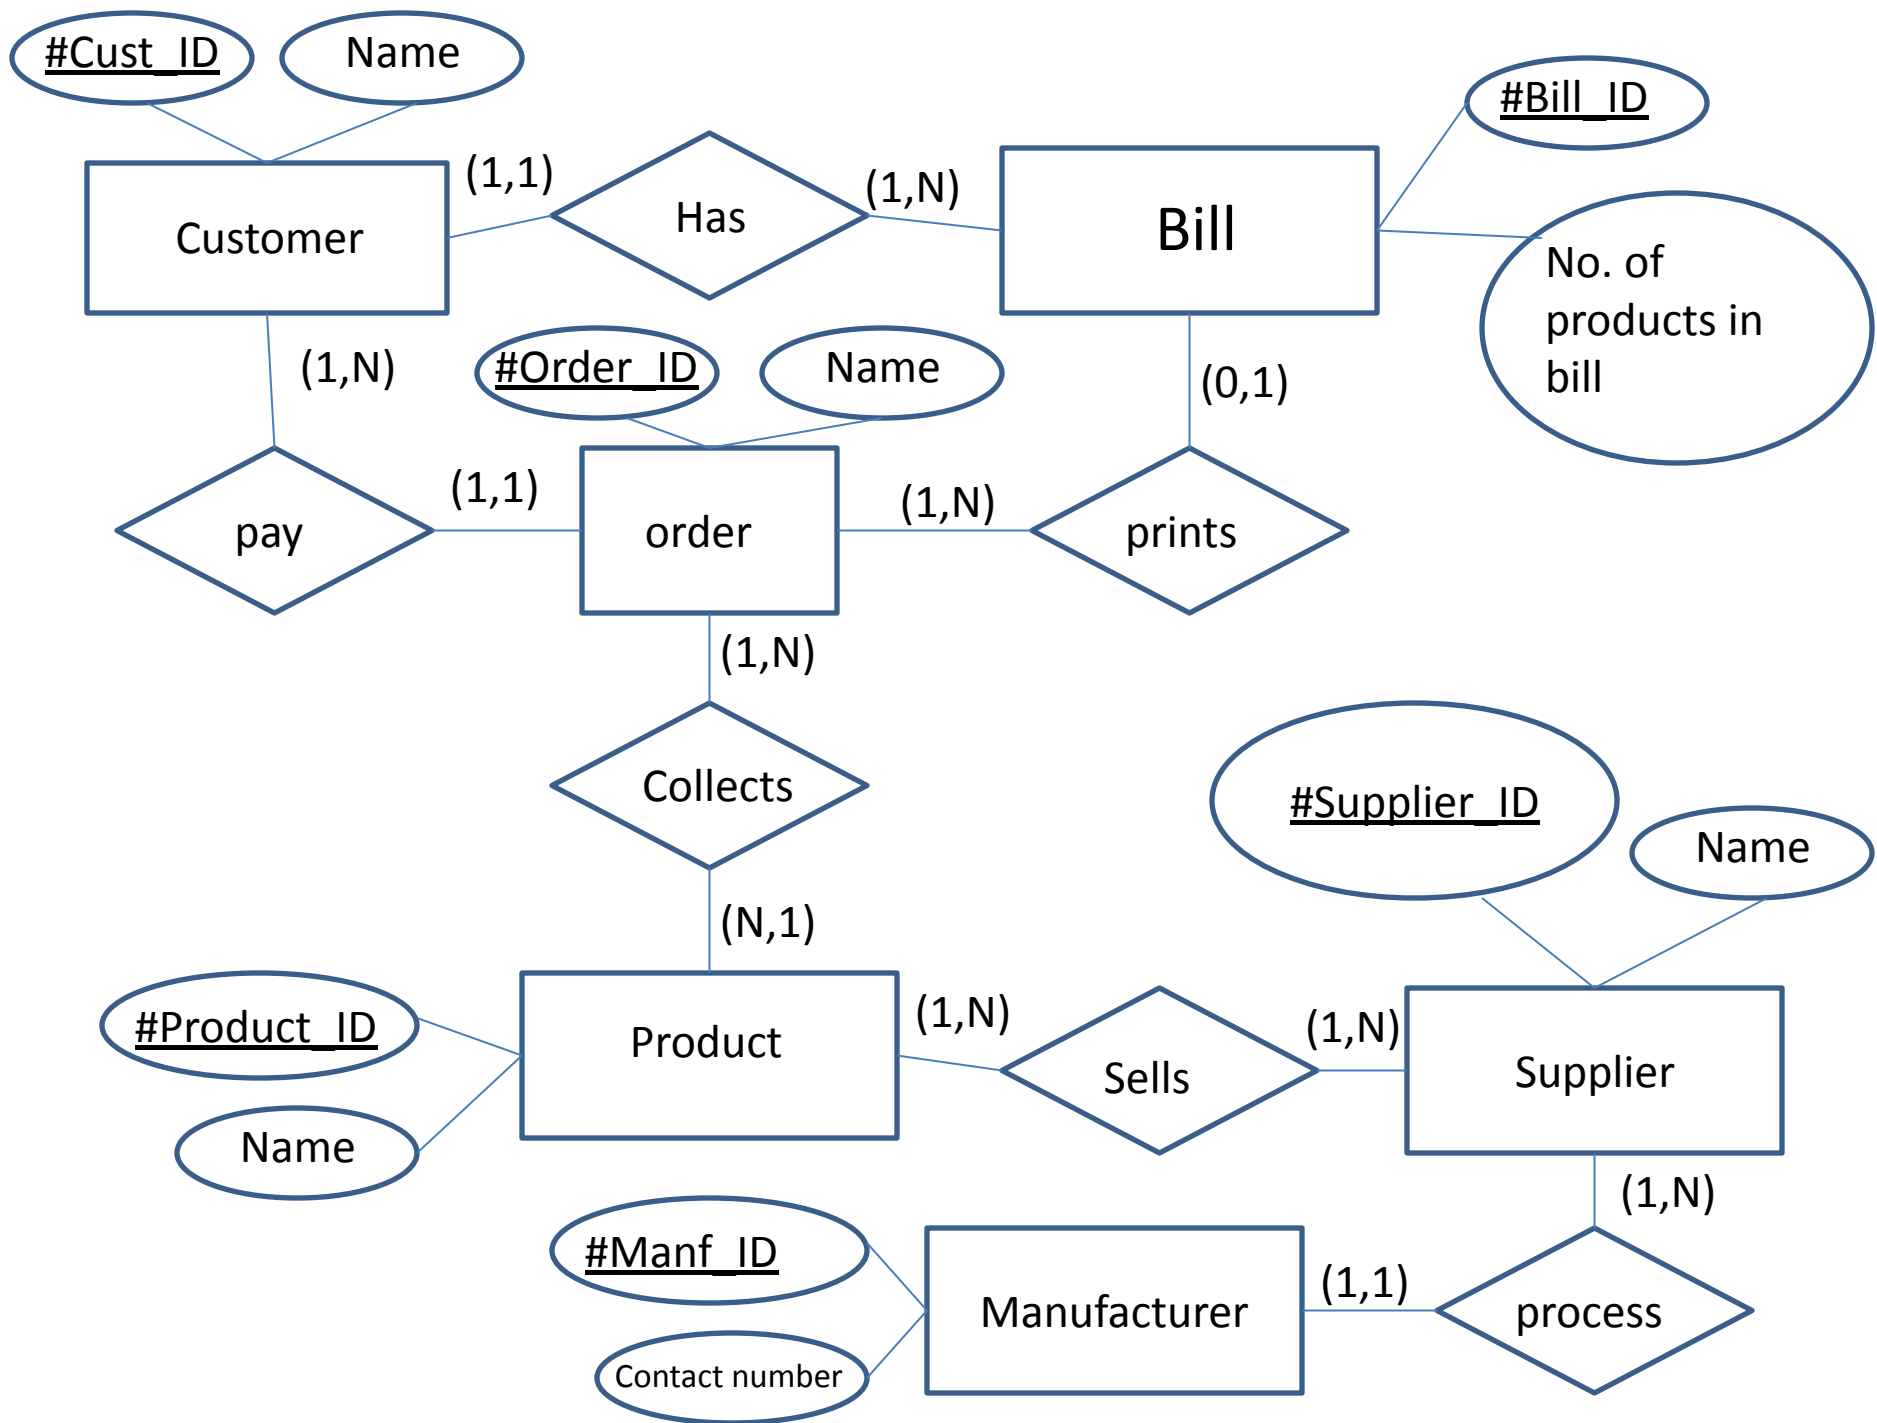 #Cust_ID
Name
#Bill_ID
(1,1)
(1,N)
Customer
Has
Bill
No. of
products in
bill
(1,N)
#Order_ID
Name
(0,1)
(1,1)
(1,N)
pay
order
prints
(1,N)
Collects
#Supplier_ID
Name
(N,1)
#Product_ID
Product
(1,N)
(1,N)
Sells
Supplier
Name
(1,N)
#Manf_ID
Manufacturer
(1,1)
process
Contact number